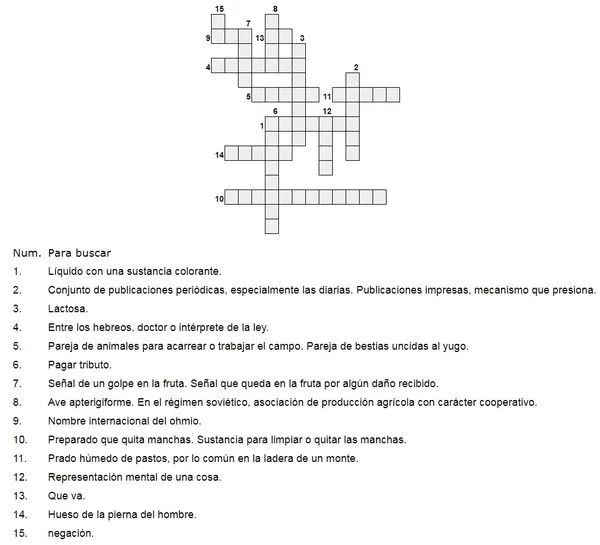 15 8
7
9 13 3
4 2
5 11
6 12
1
14
10
Num. Para buscar
1. Líquido con una sustancia colorante.
2. Conjunto de publicaciones periódicas, especialmente las diarias. Publicaciones impresas, mecanismo que presiona.
3. Lactosa.
4. Entre los hebreos, doctor o intérprete de la ley.
5. Pareja de animales para acarrear o trabajar el campo. Pareja de bestias uncidas al yugo.
6. Pagar tributo.
7. Señal de un golpe en la fruta. Señal que queda en la fruta por algún daño recibido.
8. Ave apterigiforme. En el régimen soviético, asociación de producción agrícola con carácter cooperativo.
9. Nombre internacional del ohmio.
10. Preparado que quita manchas. Sustancia para limpiar o quitar las manchas.
11. Prado húmedo de pastos, por lo común en la ladera de un monte.
12. Representación mental de una cosa.
13. Que va.
14. Hueso de la pierna del hombre.
15. negación.